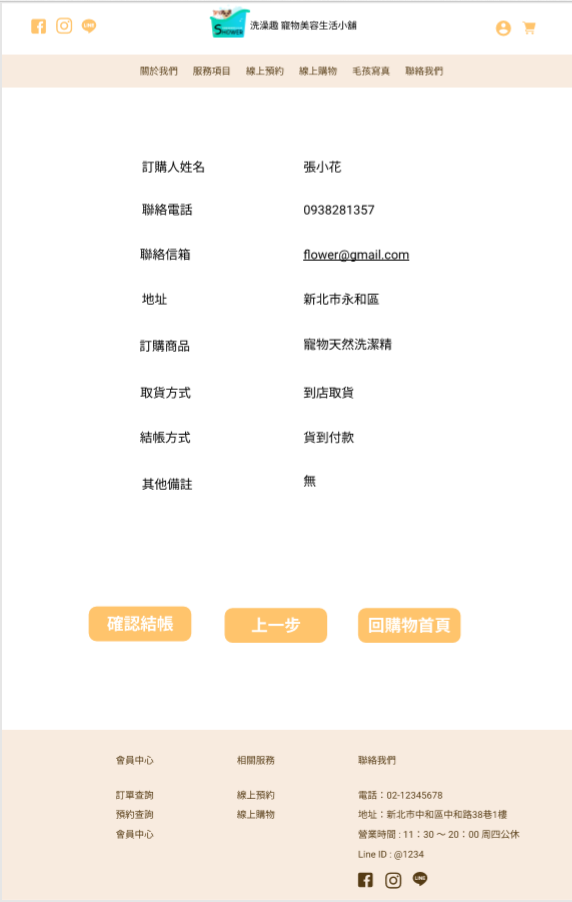 SHOWER 洗澡趣 寵物美容生活小舖
LINE
關於我們 服務項目 線上預約 線上購物 毛孩寫真 聯絡我們
訂購人姓名 張小花
聯絡電話 0938281357
聯絡信箱 flower@gmail.com
地址 新北市永和區
訂購商品 寵物天然洗潔精
取貨方式 到店取貨
結帳方式 貨到付款
其他備註 無
確認結帳 上一步 回購物首頁
會員中心 相關服務 聯絡我們
訂單查詢 線上預約 電話：02-12345678
預約查詢 線上購物 地址：新北市中和區中和路38巷1樓
會員中心 營業時間 : 11：30 ～ 20：00 周四公休
Line ID : @1234
LINE